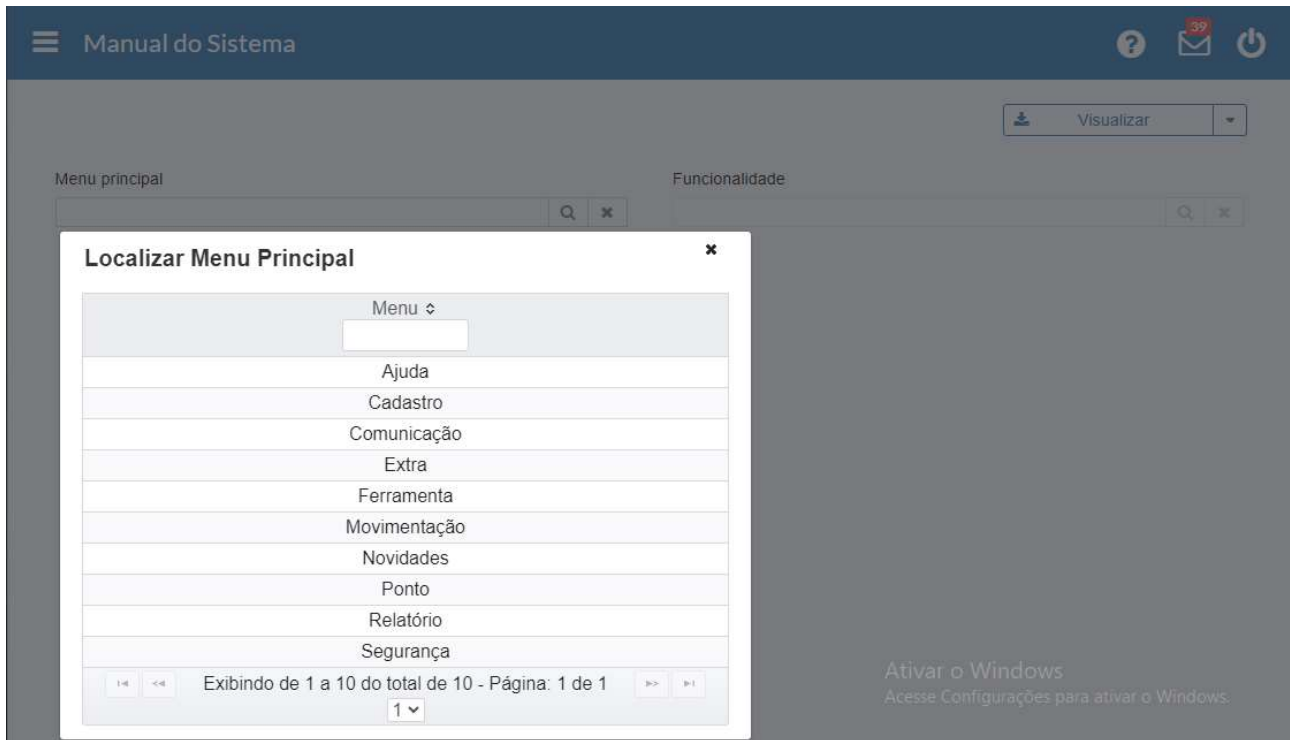 Manual do Sistema
39
Visualizar
Menu principal
Funcionalidade
Localizar Menu Principal
Menu
Ajuda
Cadastro
Comunicação
Extra
Ferramenta
Movimentação
Novidades
Ponto
Relatório
Segurança
Exibindo de 1 a 10 do total de 10 - Página: 1 de 1
1
Ativar o Windows
Acesse Configurações para ativar o Windows.